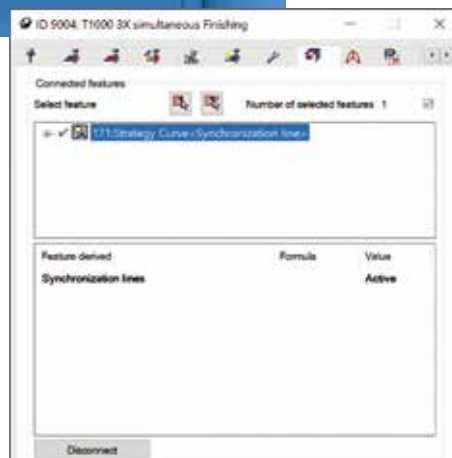 ID 9004: T1000 3X simultaneous Finishing
Connected features
Select feature Number of selected features 1
171:Strategy Curve<Synchronization line>
Feature derived Formula Value
Synchronization lines Active
Disconnect